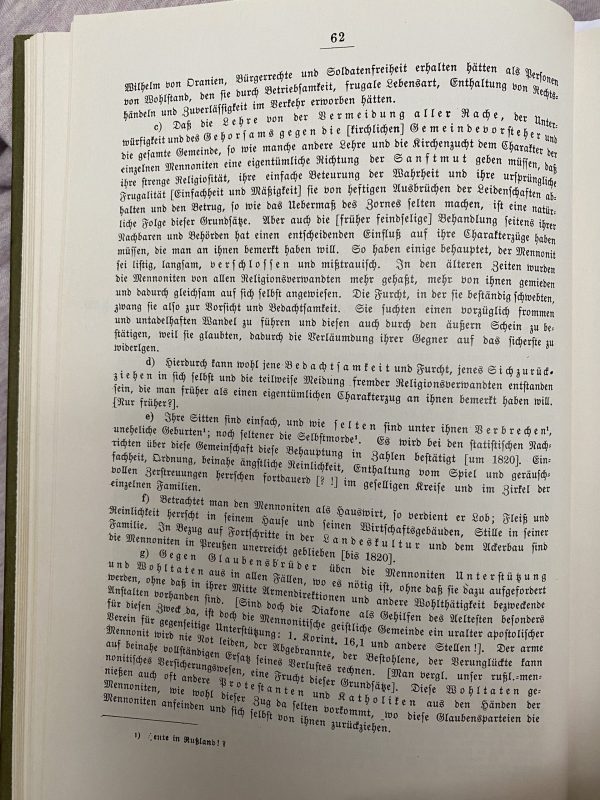 62
Wilhelm von Oranien, Bürgerrechte und Soldatenfreiheit erhalten hätten als Personen
von Wohlstand, den sie durch Betriebsamkeit, frugale Lebensart, Enthaltung von Rechts-
händeln und Zuverlässigkeit im Verkehr erworben hätten.
c) Daß die Lehre von der Vermeidung aller Rache, der Unter-
würfigkeit und des Gehorsams gegen die [kirchlichen] Gemeindevorsteher und
die gesamte Gemeinde, so wie manche andere Lehre und die Kirchenzucht dem Charakter der
einzelnen Mennoniten eine eigentümliche Richtung der Sanftmut geben müssen, daß
ihre strenge Religiosität, ihre einfache Beteurung der Wahrheit und ihre ursprüngliche
Frugalität [Einfachheit und Mäßigkeit] sie von heftigen Ausbrüchen der Leidenschaften ab-
halten und den Betrug, so wie das Uebermaß des Zornes selten machen, ist eine natür-
liche Folge dieser Grundsätze. Aber auch die [früher feindselige] Behandlung seitens ihrer
Nachbaren und Behörden hat einen entscheidenden Einfluß auf ihre Charakterzüge haben
müssen, die man an ihnen bemerkt haben will. So haben einige behauptet, der Mennonit
sei listig, langsam, verschlossen und mißtrauisch. In den älteren Zeiten wurden
die Mennoniten von allen Religionsverwandten mehr gehaßt, mehr von ihnen gemieden
und dadurch gleichsam auf sich selbst angewiesen. Die Furcht, in der sie beständig schwebten,
zwang sie also zur Vorsicht und Bedachtsamkeit. Sie suchten einen vorzüglich frommen
und untadelhaften Wandel zu führen und diesen auch durch den äußern Schein zu be-
stätigen, weil sie glaubten, dadurch die Verläumdung ihrer Gegner auf das sicherste zu
widerlgen.
d) Hierdurch kann wohl jene Bedachtsamkeit und Furcht, jenes Sichzurück-
ziehen in sich selbst und die teilweise Meidung fremder Religionsverwandten entstanden
sein, die man früher als einen eigentümlichen Charakterzug an ihnen bemerkt haben will.
[Nur früher?].
e) Ihre Sitten sind einfach, und wie selten sind unter ihnen Verbrechen¹,
uneheliche Geburten¹; noch seltener die Selbstmorde¹. Es wird bei den statistischen Nach-
richten über diese Gemeinschaft diese Behauptung in Zahlen bestätigt [um 1820]. Ein-
fachheit, Ordnung, beinahe ängstliche Reinlichkeit, Enthaltung vom Spiel und geräusch-
vollen Zerstreuungen herrschen fortdauerd [? !] im geselligen Kreise und im Zirkel der
einzelnen Familien.
f) Betrachtet man den Mennoniten als Hauswirt, so verdient er Lob; Fleiß und
Reinlichkeit herrscht in seinem Hause und seinen Wirtschaftsgebäuden, Stille in seiner
Familie. In Bezug auf Fortschritte in der Landeskultur und dem Ackerbau sind
die Mennoniten in Preußen unerreicht geblieben [bis 1820].
g) Gegen Glaubensbrüder üben die Mennoniten Unterstützung
und Wohltaten aus in allen Fällen, wo es nötig ist, ohne daß sie dazu aufgefordert
werden, ohne daß in ihrer Mitte Armendirektionen und andere Wohlthätigkeit bezweckende
Anstalten vorhanden sind. [Sind doch die Diakone als Gehilfen des Aeltesten besonders
für diesen Zweck da, ist doch die Mennonitische geistliche Gemeinde ein uralter apostolischer
Verein für gegenseitige Unterstützung: 1. Korint. 16,1 und andere Stellen!]. Der arme
Mennonit wird nie Not leiden, der Abgebrannte, der Bestohlene, der Verunglückte kann
auf beinahe vollständigen Ersatz seines Verlustes rechnen. [Man vergl. unser rußl.-men-
nonitisches Versicherungswesen, eine Frucht dieser Grundsätze]. Diese Wohltaten ge-
nießen auch oft andere Protestanten und Katholiken aus den Händen der
Mennoniten, wie wohl dieser Zug da selten vorkommt, wo diese Glaubensparteien die
Mennoniten anfeinden und sich selbst von ihnen zurückziehen.
1) Heute in Rußland!?